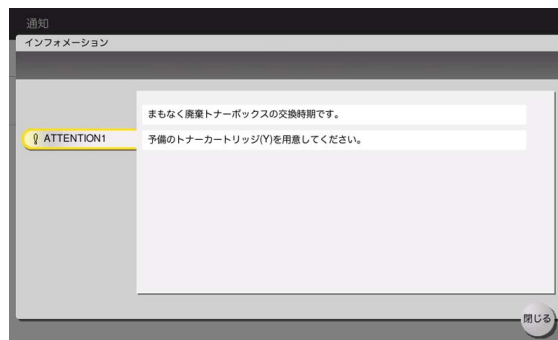 通知
インフォメーション
まもなく廃棄トナーボックスの交換時期です。
ATTENTION1
予備のトナーカートリッジ(Y)を用意してください。
閉じる